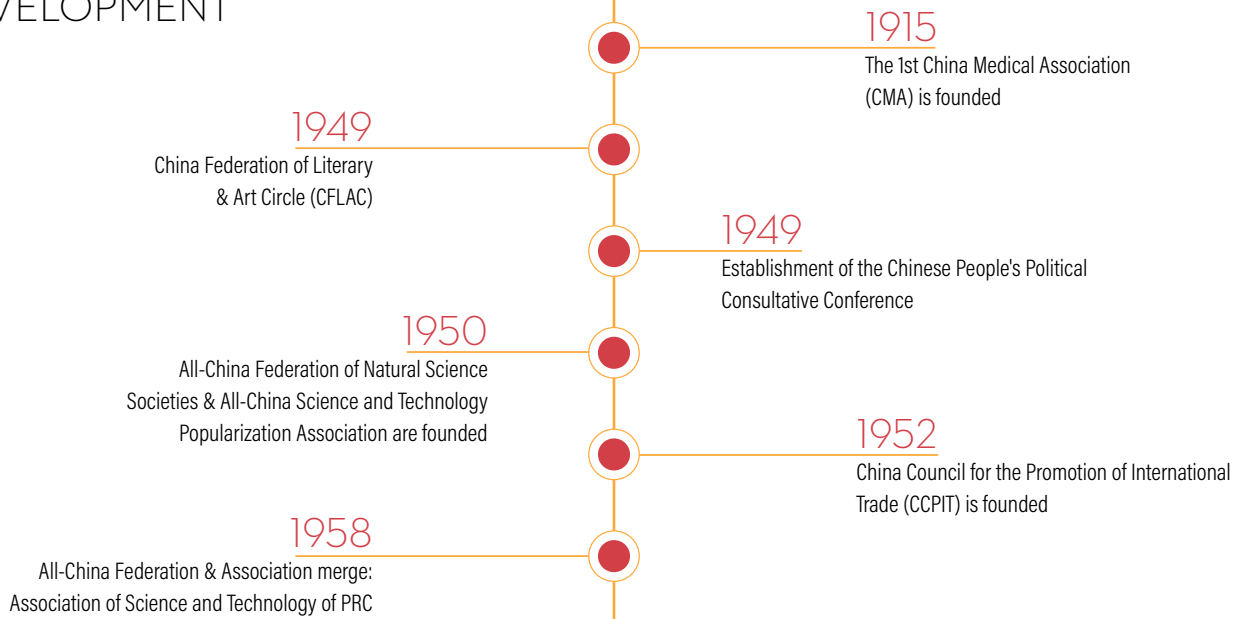 1915
The 1st China Medical Association
(CMA) is founded
1949
China Federation of Literary
& Art Circle (CFLAC)
1949
Establishment of the Chinese People's Political
Consultative Conference
1950
All-China Federation of Natural Science
Societies & All-China Science and Technology
Popularization Association are founded
1952
China Council for the Promotion of International
Trade (CCPIT) is founded
1958
All-China Federation & Association merge:
Association of Science and Technology of PRC